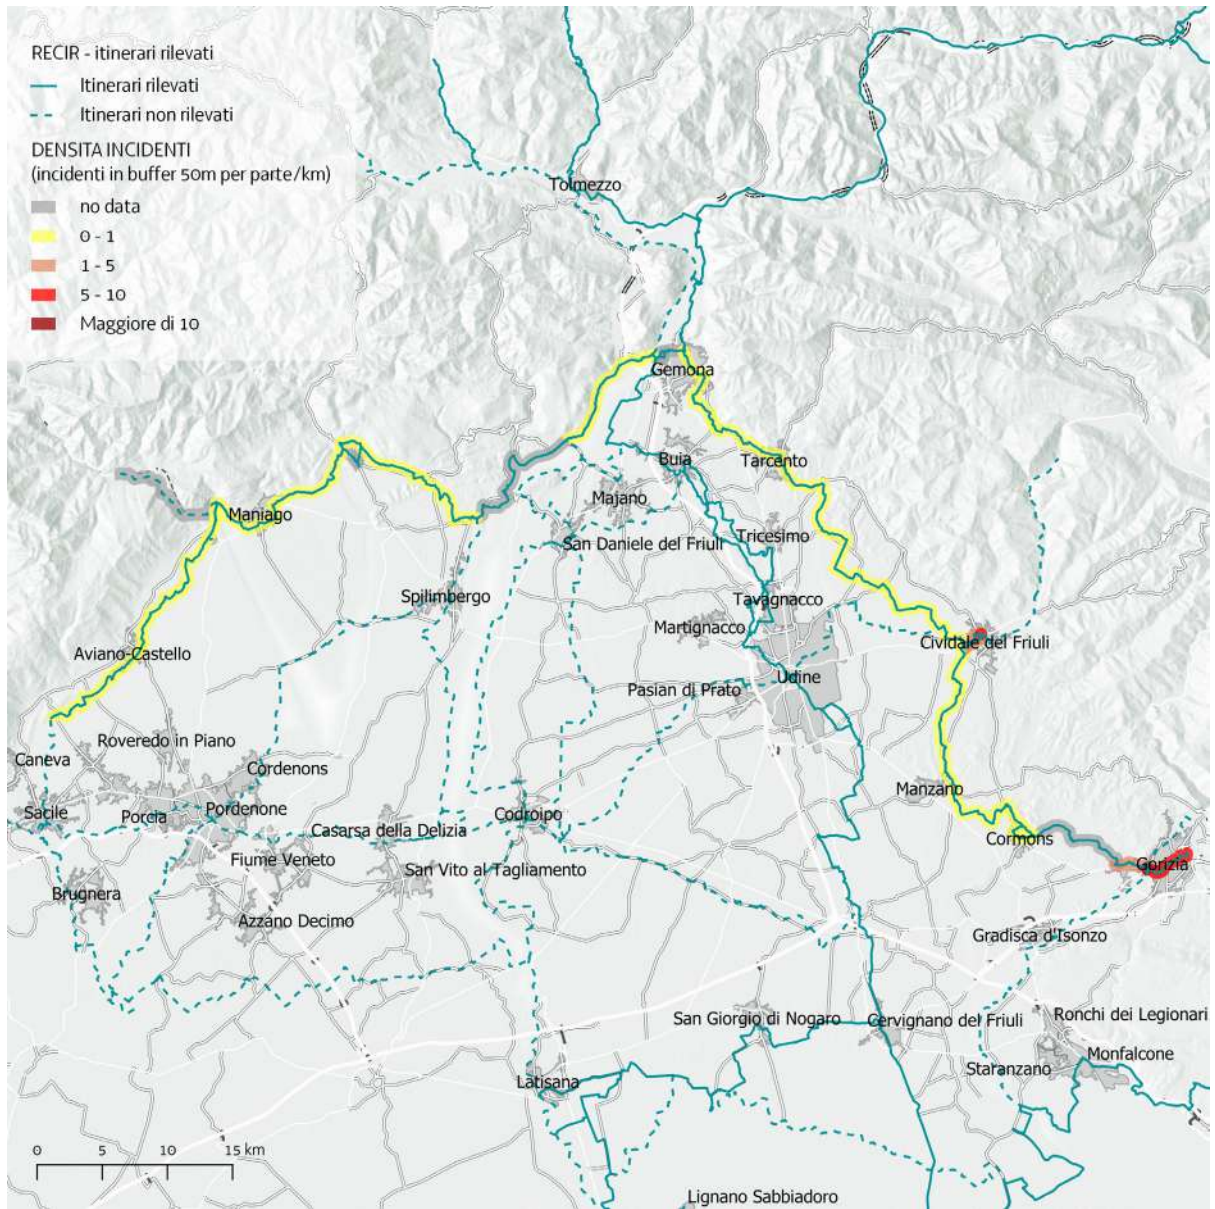 RECIR - itinerari rilevati
Itinerari rilevati
Itinerari non rilevati
DENSITA INCIDENTI
(incidenti in buffer 50m per parte/km)
no data
0 - 1
1 - 5
5 - 10
Maggiore di 10
Tolmezzo
Gemona
Buia
Tarcento
Majano
Maniago
Tricesimo
San Daniele del Friuli
Spilimbergo
Tavagnacco
Martignacco
Cividale del Friuli
Aviano-Castello
Udine
Pasian di Prato
Roveredo in Piano
Caneva
Cordenons
Manzano
Sacile
Porcia
Pordenone
Codroipo
Casarsa della Delizia
Cormons
Fiume Veneto
Gorizia
San Vito al Tagliamento
Brugnera
Azzano Decimo
Gradisca d'Isonzo
Ronchi dei Legionari
San Giorgio di Nogaro
Cervignano del Friuli
Monfalcone
Staranzano
Latisana
0 5 10 15 km
Lignano Sabbiadoro